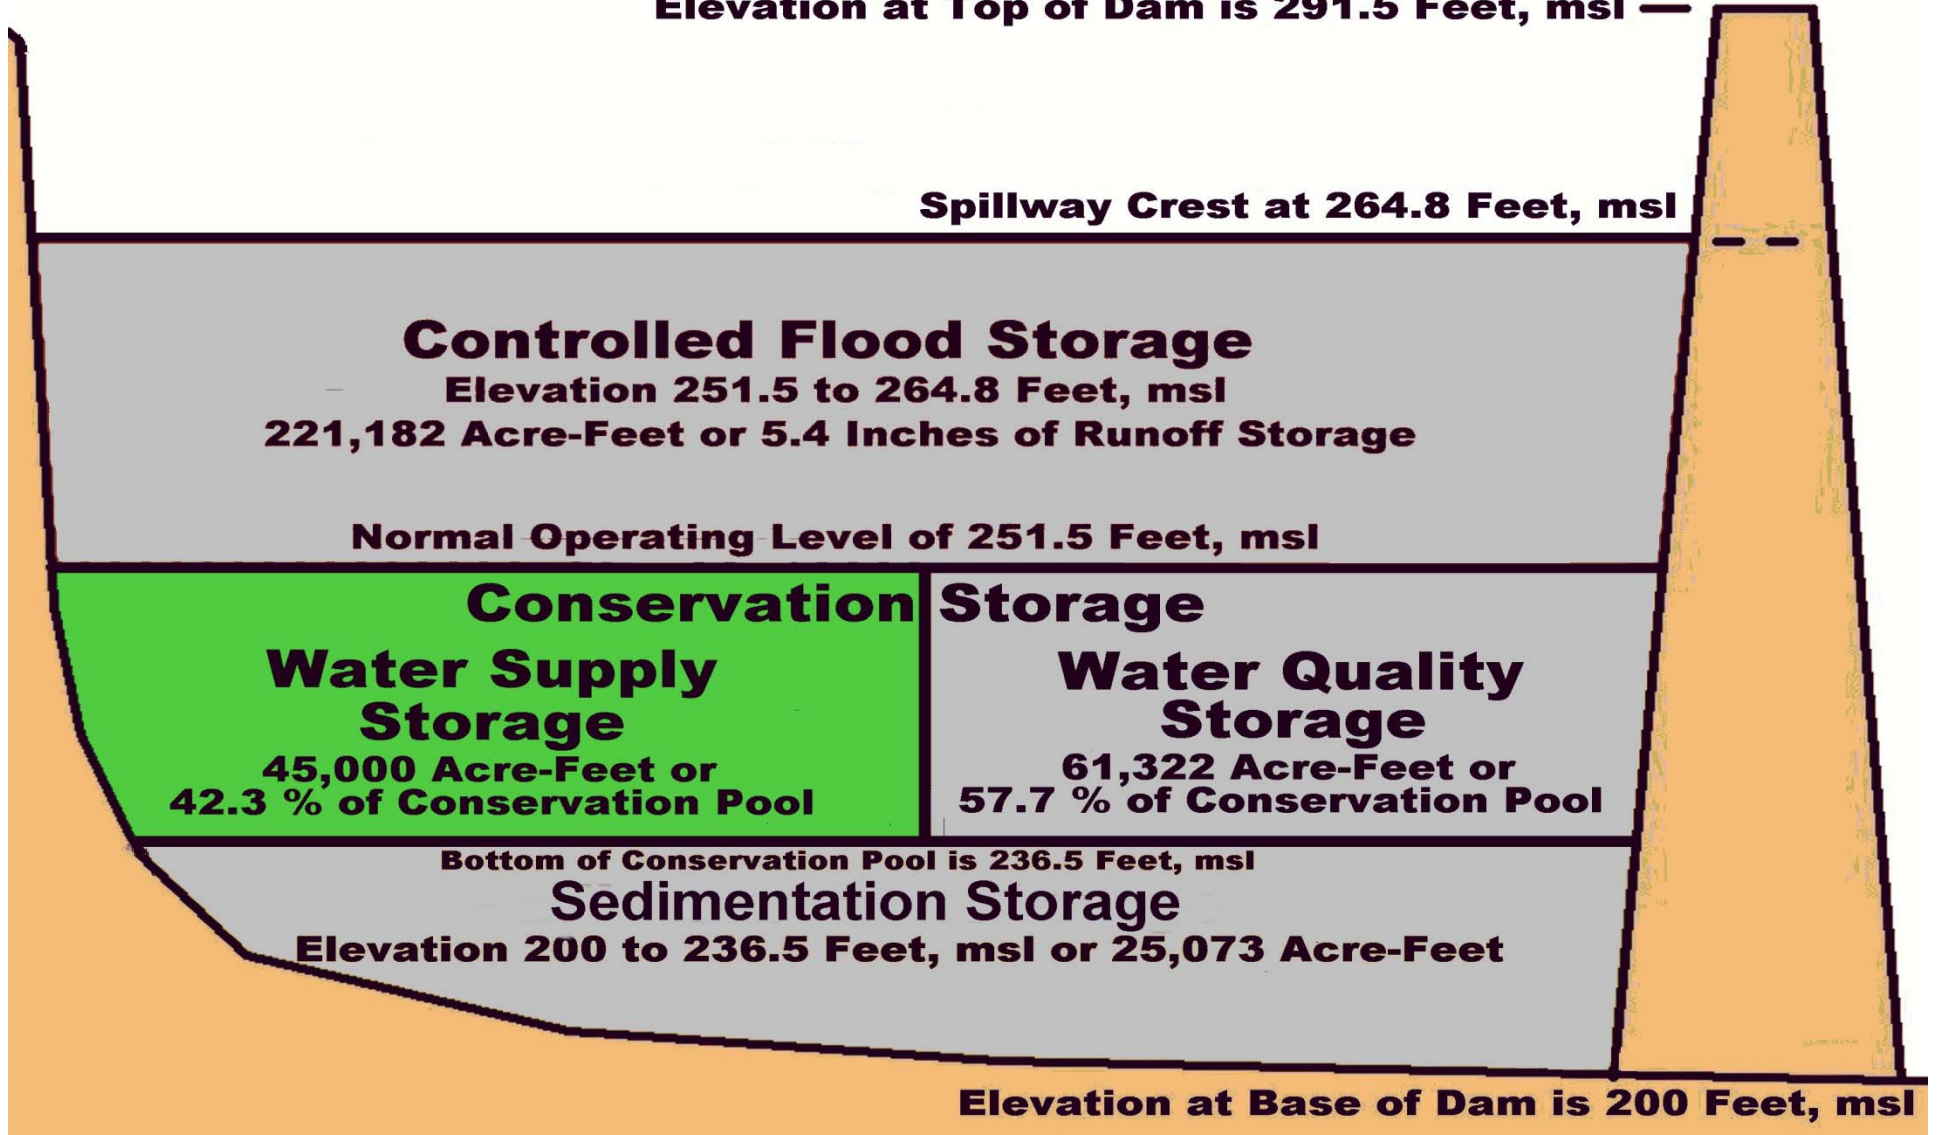 Elevation at Top of Dam is 291.5 Feet, msl
Spillway Crest at 264.8 Feet, msl
Controlled Flood Storage
Elevation 251.5 to 264.8 Feet, msl
221,182 Acre-Feet or 5.4 Inches of Runoff Storage
Normal Operating Level of 251.5 Feet, msl
Conservation Storage
Water Supply
Storage
45,000 Acre-Feet or
42.3 % of Conservation Pool
Water Quality
Storage
61,322 Acre-Feet or
57.7 % of Conservation Pool
Bottom of Conservation Pool is 236.5 Feet, msl
Sedimentation Storage
Elevation 200 to 236.5 Feet, msl or 25,073 Acre-Feet
Elevation at Base of Dam is 200 Feet, msl